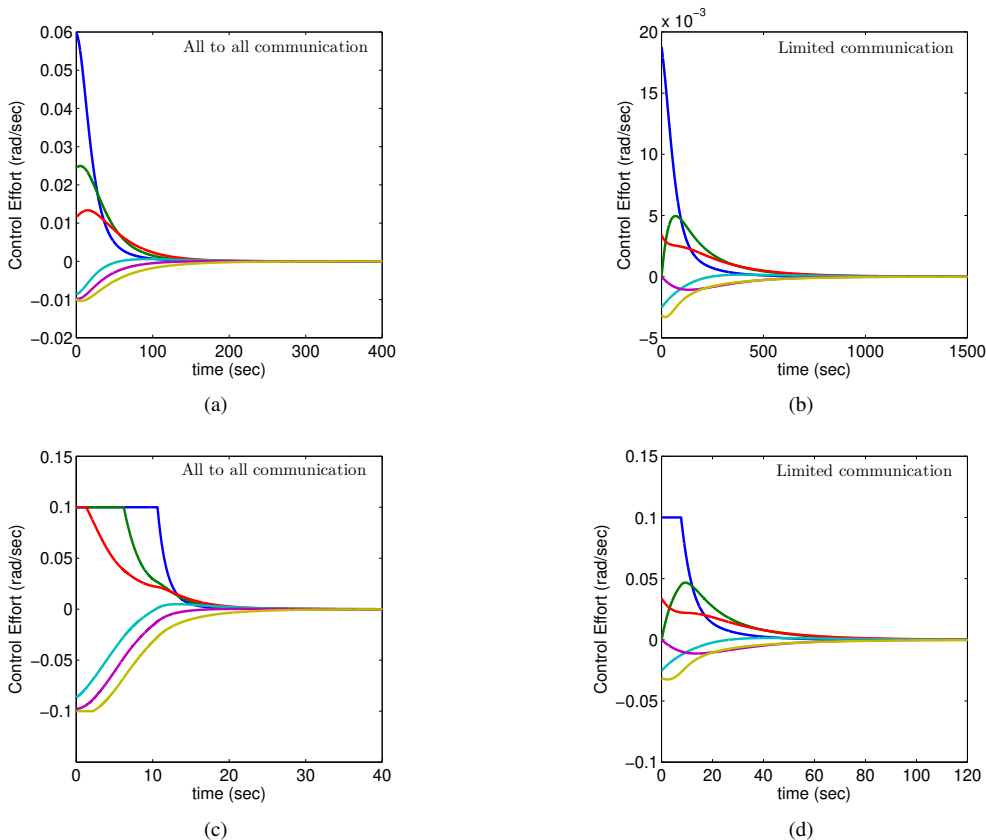 All to all communication
0.06
0.05
0.04
0.03
0.02
0.01
0
−0.01
−0.02
Control Effort (rad/sec)
0 100 200 300 400
time (sec)
(a)
x 10⁻³
Limited communication
20
15
10
5
0
−5
Control Effort (rad/sec)
0 500 1000 1500
time (sec)
(b)
All to all communication
0.15
0.1
0.05
0
−0.05
−0.1
Control Effort (rad/sec)
0 10 20 30 40
time (sec)
(c)
Limited communication
0.15
0.1
0.05
0
−0.05
−0.1
Control Effort (rad/sec)
0 20 40 60 80 100 120
time (sec)
(d)